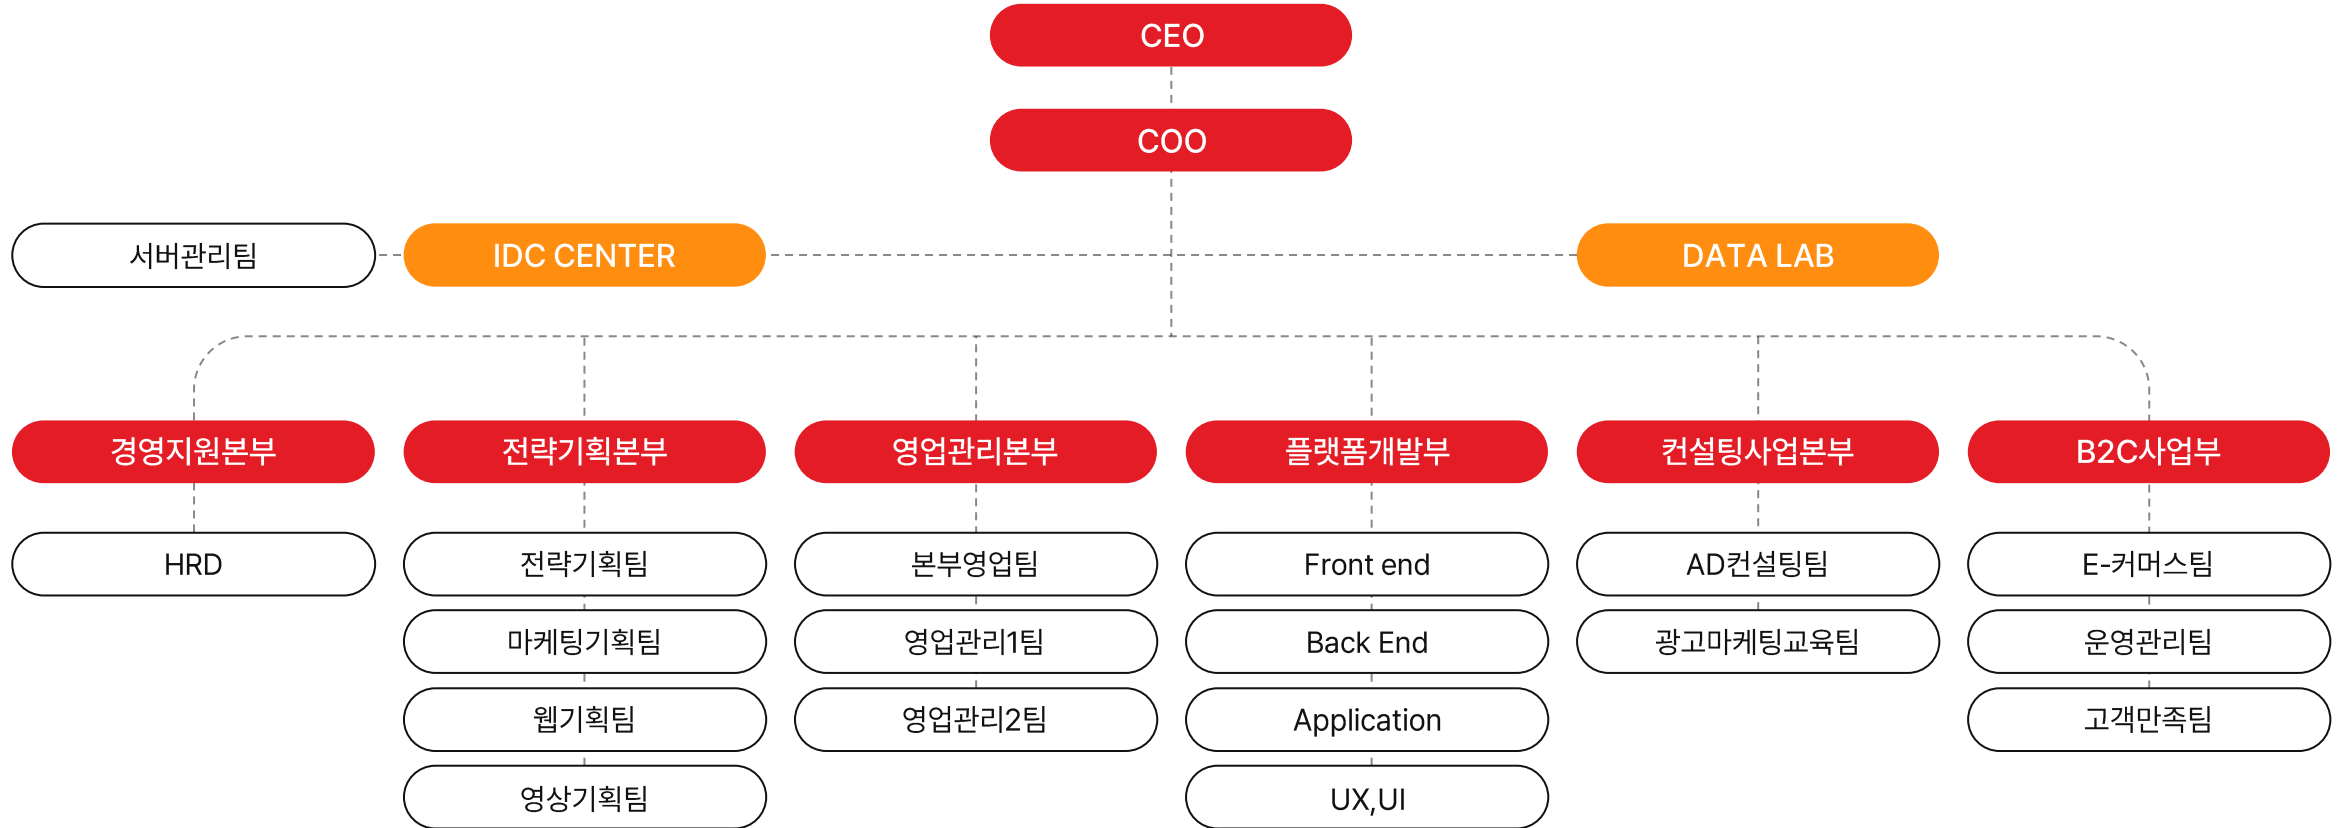 CEO
COO
서버관리팀
IDC CENTER
DATA LAB
경영지원본부
전략기획본부
영업관리본부
플랫폼개발부
컨설팅사업본부
B2C사업부
HRD
전략기획팀
본부영업팀
Front end
AD컨설팅팀
E-커머스팀
마케팅기획팀
영업관리1팀
Back End
광고마케팅교육팀
운영관리팀
웹기획팀
영업관리2팀
Application
고객만족팀
영상기획팀
UX,UI